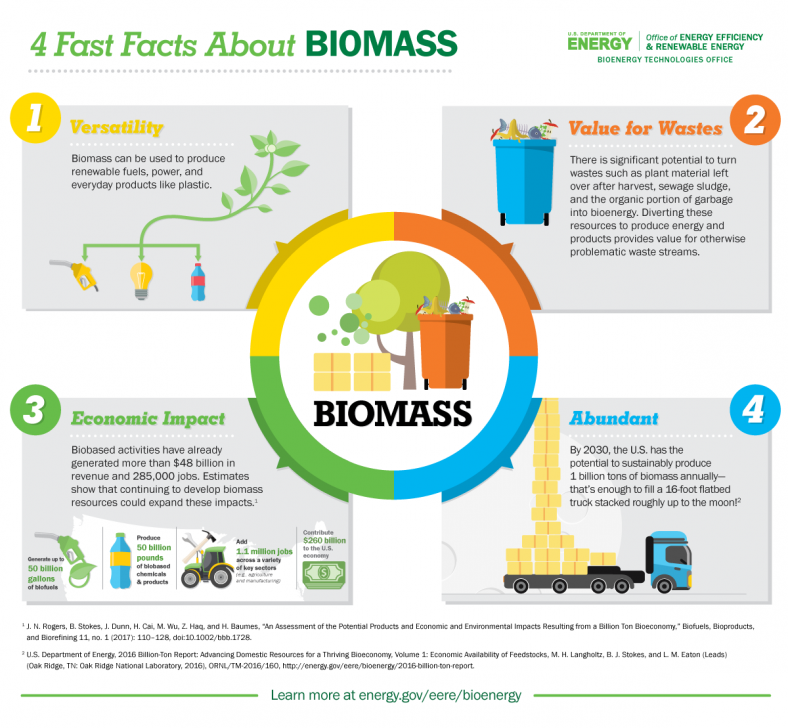 4 Fast Facts About BIOMASS
U.S. DEPARTMENT OF
ENERGY
Office of ENERGY EFFICIENCY
& RENEWABLE ENERGY
BIOENERGY TECHNOLOGIES OFFICE
1
Versatility
Biomass can be used to produce
renewable fuels, power, and
everyday products like plastic.
Value for Wastes
2
There is significant potential to turn
wastes such as plant material left
over after harvest, sewage sludge,
and the organic portion of garbage
into bioenergy. Diverting these
resources to produce energy and
products provides value for otherwise
problematic waste streams.
BIOMASS
3
Economic Impact
Biobased activities have already
generated more than $48 billion in
revenue and 285,000 jobs. Estimates
show that continuing to develop biomass
resources could expand these impacts.¹
Generate up to
50 billion
gallons
of biofuels
Produce
50 billion
pounds
of biobased
chemicals
& products
Add
1.1 million jobs
across a variety
of key sectors
(e.g., agriculture
and manufacturing)
Contribute
$260 billion
to the U.S.
economy
Abundant
4
By 2030, the U.S. has the
potential to sustainably produce
1 billion tons of biomass annually—
that's enough to fill a 16-foot flatbed
truck stacked roughly up to the moon!²
¹ J. N. Rogers, B. Stokes, J. Dunn, H. Cai, M. Wu, Z. Haq, and H. Baumes, "An Assessment of the Potential Products and Economic and Environmental Impacts Resulting from a Billion Ton Bioeconomy," Biofuels, Bioproducts,
and Biorefining 11, no. 1 (2017): 110–128, doi:10.1002/bbb.1728.
² U.S. Department of Energy, 2016 Billion-Ton Report: Advancing Domestic Resources for a Thriving Bioeconomy, Volume 1: Economic Availability of Feedstocks, M. H. Langholtz, B. J. Stokes, and L. M. Eaton (Leads)
(Oak Ridge, TN: Oak Ridge National Laboratory, 2016), ORNL/TM-2016/160, http://energy.gov/eere/bioenergy/2016-billion-ton-report.
Learn more at energy.gov/eere/bioenergy